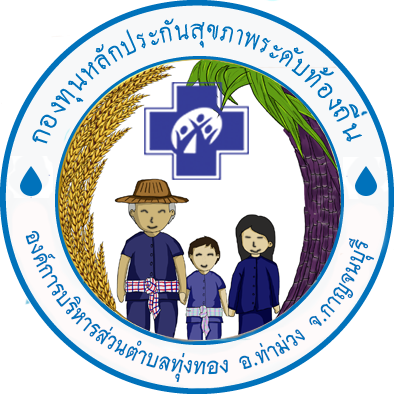 กองทุนหลักประกันสุขภาพระดับท้องถิ่น
องค์การบริหารส่วนตำบลทุ่งทอง อ.ท่าม่วง จ.กาญจนบุรี